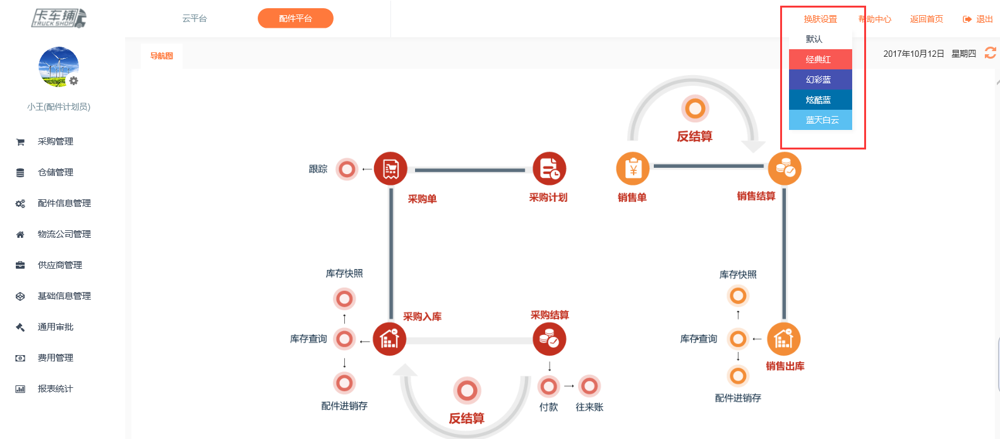 卡车铺
TRUCK SHOP
云平台
配件平台
换肤设置
帮助中心
返回首页
退出
默认
经典红
幻彩蓝
炫酷蓝
蓝天白云
导航图
2017年10月12日 星期四
小王(配件计划员)
采购管理
仓储管理
配件信息管理
物流公司管理
供应商管理
基础信息管理
通用审批
费用管理
报表统计
反结算
跟踪
采购单
采购计划
销售单
销售结算
库存快照
库存查询
配件进销存
采购入库
采购结算
反结算
付款
往来账
库存快照
库存查询
配件进销存
销售出库